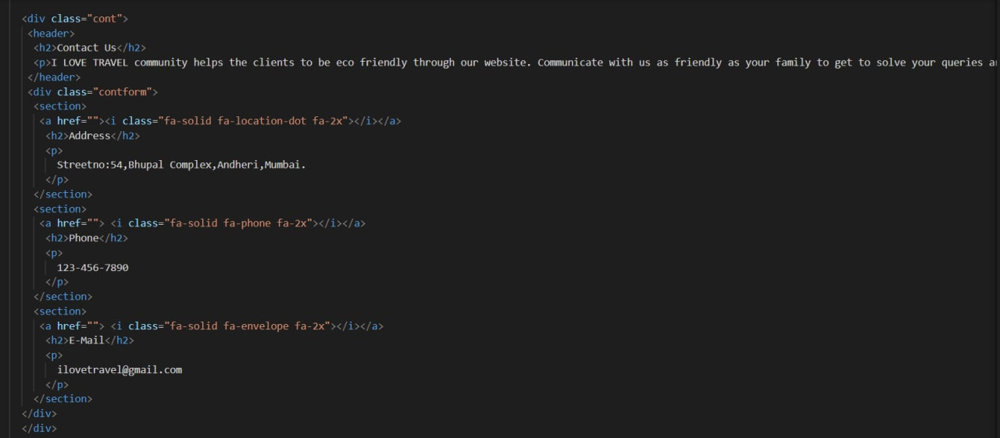 <div class="cont">
<header>
<h2>Contact Us</h2>
<p>I LOVE TRAVEL community helps the clients to be eco friendly through our website. Communicate with us as friendly as your family to get to solve your queries
</header>
<div class="contform">
<section>
<a href=""><i class="fa-solid fa-location-dot fa-2x"></i></a>
<h2>Address</h2>
<p>
Streetno:54,Bhupal Complex,Andheri,Mumbai.
</p>
</section>
<section>
<a href=""> <i class="fa-solid fa-phone fa-2x"></i></a>
<h2>Phone</h2>
<p>
123-456-7890
</p>
</section>
<section>
<a href=""> <i class="fa-solid fa-envelope fa-2x"></i></a>
<h2>E-Mail</h2>
<p>
ilovetravel@gmail.com
</p>
</section>
</div>
</div>